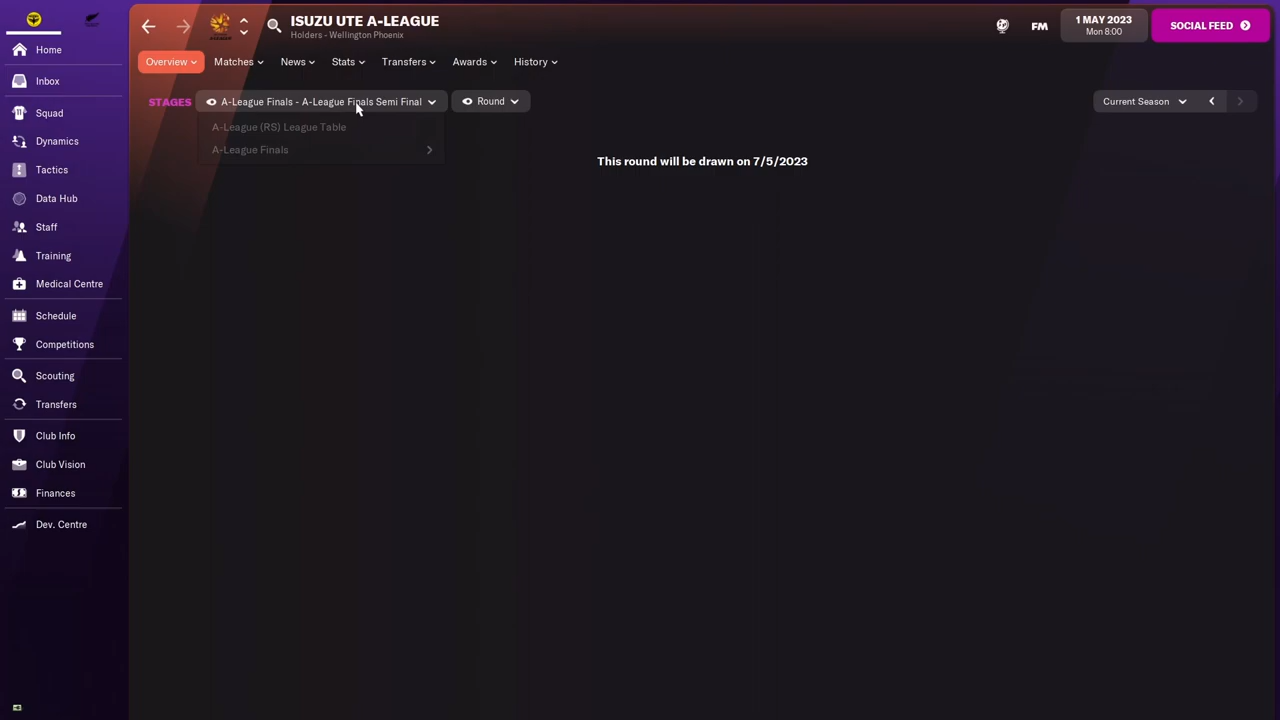 ISUZU UTE A-LEAGUE
Holders - Wellington Phoenix
FM
1 MAY 2023
Mon 8:00
SOCIAL FEED
Overview
Matches
News
Stats
Transfers
Awards
History
STAGES
A-League Finals - A-League Finals Semi Final
Round
Current Season
A-League (RS) League Table
A-League Finals
This round will be drawn on 7/5/2023
Home
Inbox
Squad
Dynamics
Tactics
Data Hub
Staff
Training
Medical Centre
Schedule
Competitions
Scouting
Transfers
Club Info
Club Vision
Finances
Dev. Centre